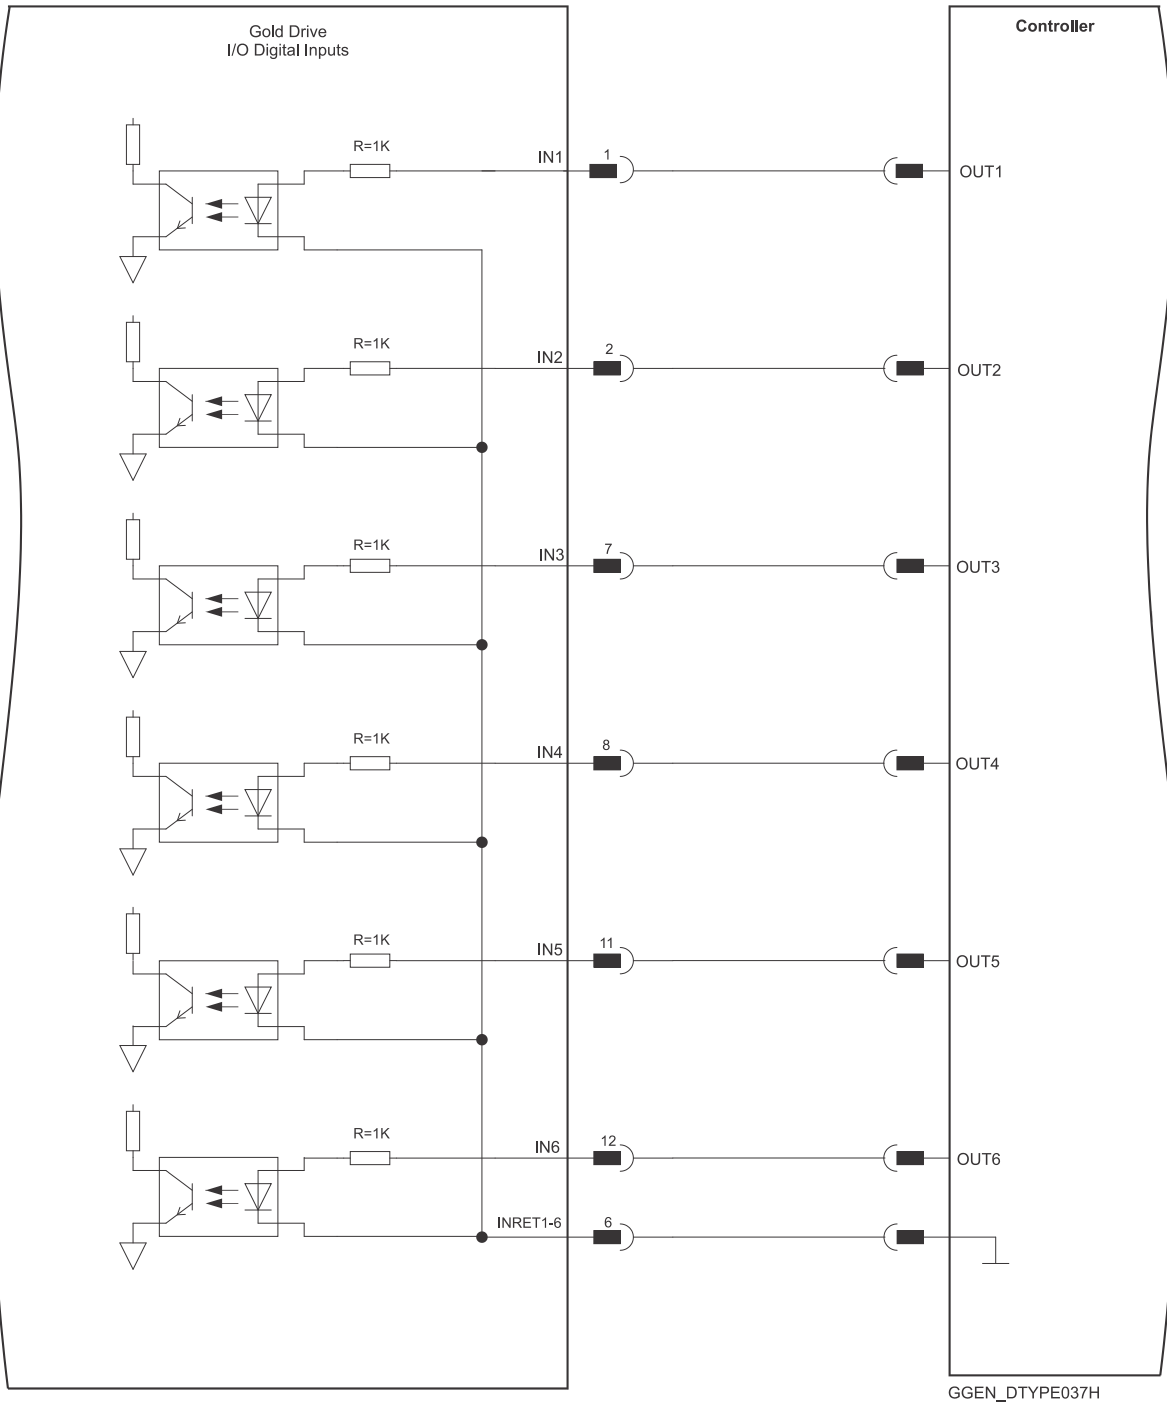 Gold Drive
I/O Digital Inputs
Controller
R=1K
IN1
1
OUT1
R=1K
IN2
2
OUT2
R=1K
IN3
7
OUT3
R=1K
IN4
8
OUT4
R=1K
IN5
11
OUT5
R=1K
IN6
12
OUT6
INRET1-6
6
GGEN_DTYPE037H